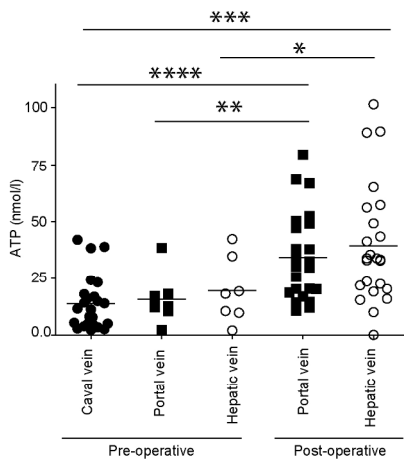 ***
*
****
**
ATP (nmol/l)
100
75
50
25
0.0
Caval vein
Portal vein
Hepatic vein
Portal vein
Hepatic vein
Pre-operative
Post-operative